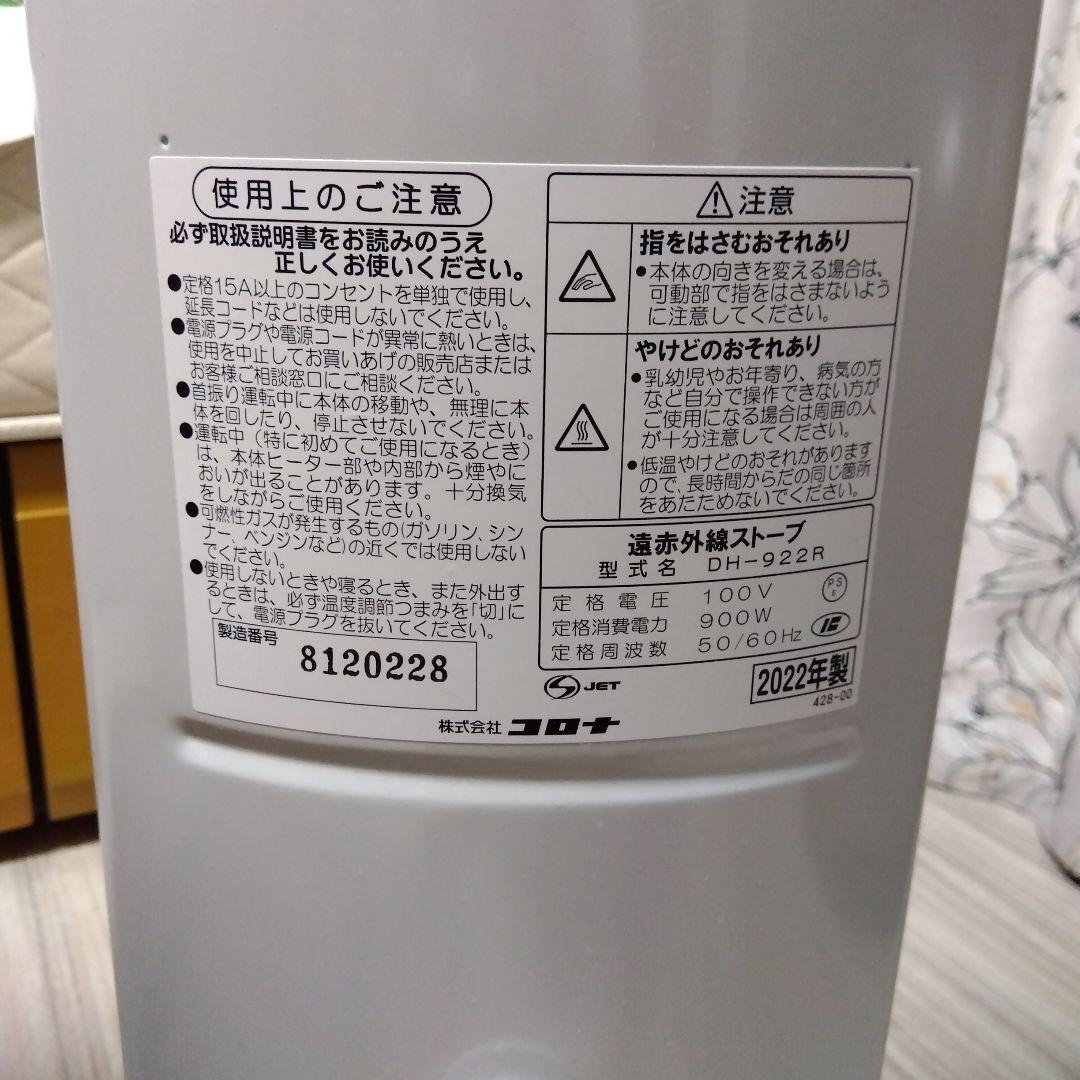 使用上のご注意
必ず取扱説明書をお読みのうえ
正しくお使いください。
●定格15A以上のコンセントを単独で使用し、
延長コードなどは使用しないでください。
●電源プラグや電源コードが異常に熱いときは、
使用を中止してお買いあげの販売店または
お客様ご相談窓口にご相談ください。
●首振り運転中に本体の移動や、無理に本
体を回したり、停止させないでください。
●運転中(特に初めてご使用になるとき)
は、本体ヒーター部や内部から煙やに
おいが出ることがあります。十分換気
をしながらご使用ください。
●可燃性ガスが発生するもの(ガソリン、シン
ナー、ベンジンなど)の近くでは使用しない
でください。
●使用しないときや寝るとき、また外出す
るときは、必ず温度調節つまみを「切」に
して、電源プラグを抜いてください。
製造番号
8120228
⚠注意
指をはさむおそれあり
●本体の向きを変える場合は、
可動部で指をはさまないよう
に注意してください。
やけどのおそれあり
●乳幼児やお年寄り、病気の方
など自分で操作できない方が
ご使用になる場合は周囲の人
が十分注意してください。
●低温やけどのおそれがあります
ので、長時間からだの同じ箇所
をあたためないでください。
遠赤外線ストーブ
型式名 DH-922R
定格電圧 100V
定格消費電力 900W
定格周波数 50/60Hz
PS
E
JET
2022年製
428-00
株式会社 コロナ